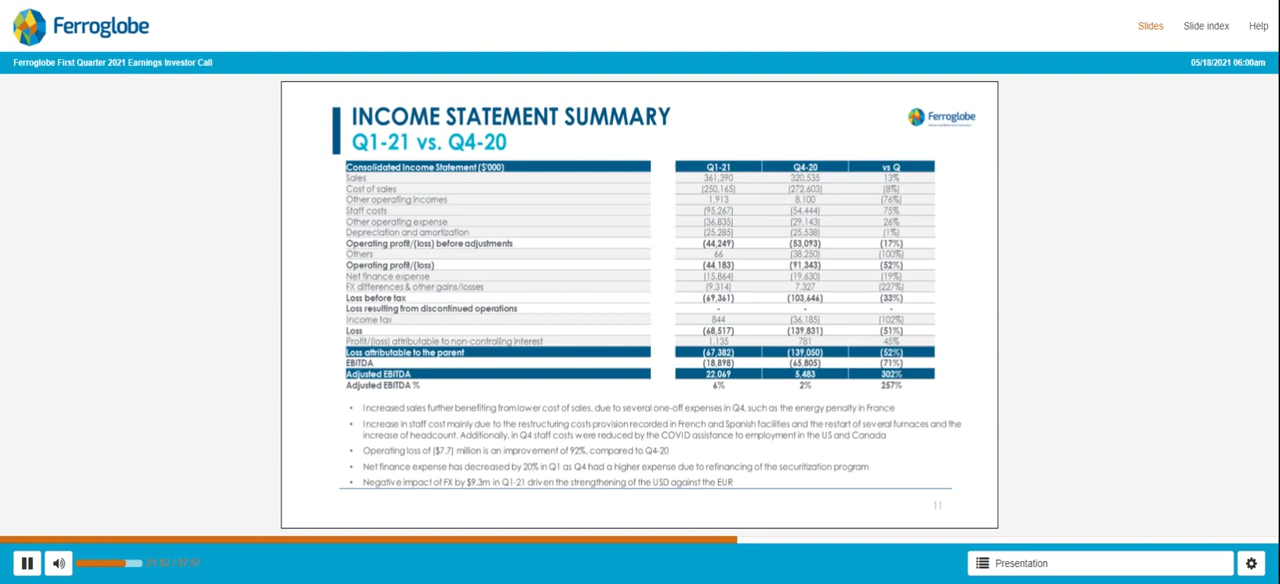 Ferroglobe
Slides Slide index Help
Ferroglobe First Quarter 2021 Earnings Investor Call 05/18/2021 06:00am
INCOME STATEMENT SUMMARY
Q1-21 vs. Q4-20
Ferroglobe
Consolidated Income Statement ($'000) Q1-21 Q4-20 vs Q
Sales 361,390 320,535 13%
Cost of sales (250,165) (272,603) (8%)
Other operating incomes 1,913 8,100 (76%)
Staff costs (95,267) (54,444) 75%
Other operating expense (36,835) (29,143) 26%
Depreciation and amortization (25,285) (25,538) (1%)
Operating profit/(loss) before adjustments (44,249) (53,093) (17%)
Others 66 (38,250) (100%)
Operating profit/(loss) (44,183) (91,343) (52%)
Net finance expense (15,864) (19,630) (19%)
FX differences & other gains/losses (9,314) 7,327 (227%)
Loss before tax (69,361) (103,646) (33%)
Loss resulting from discontinued operations - - -
Income tax 844 (36,185) (102%)
Loss (68,517) (139,831) (51%)
Profit/(loss) attributable to non-controlling interest 1,135 781 45%
Loss attributable to the parent (67,382) (139,050) (52%)
EBITDA (18,898) (65,805) (71%)
Adjusted EBITDA 22,069 5,483 302%
Adjusted EBITDA % 6% 2% 257%
• Increased sales further benefiting from lower cost of sales, due to several one-off expenses in Q4, such as the energy penalty in France
• Increase in staff cost mainly due to the restructuring costs provision recorded in French and Spanish facilities and the restart of several furnaces and the
increase of headcount. Additionally, in Q4 staff costs were reduced by the COVID assistance to employment in the US and Canada
• Operating loss of ($7.7) million is an improvement of 92%, compared to Q4-20
• Net finance expense has decreased by 20% in Q1 as Q4 had a higher expense due to refinancing of the securitization program
• Negative impact of FX by $9.3m in Q1-21 driven the strengthening of the USD against the EUR
11
Presentation